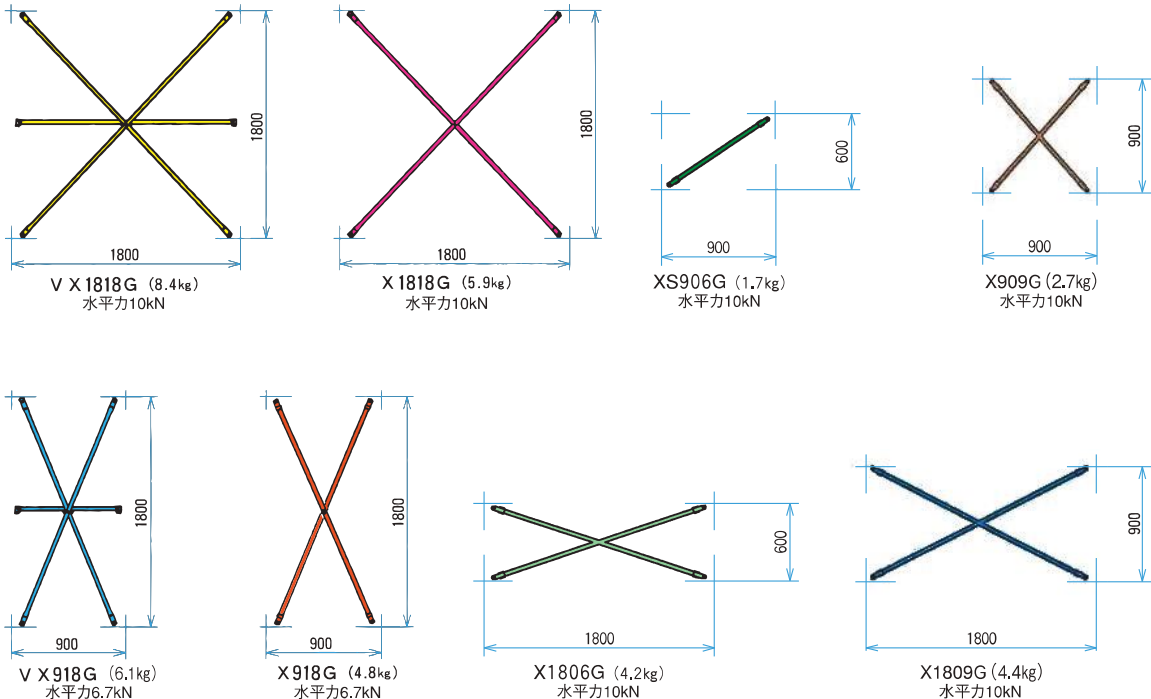 1800
1800
V X1818G (8.4kg)
水平力10kN
1800
1800
X1818G (5.9kg)
水平力10kN
600
900
XS906G (1.7kg)
水平力10kN
900
900
X909G (2.7kg)
水平力10kN
1800
900
V X918G (6.1kg)
水平力6.7kN
1800
900
X918G (4.8kg)
水平力6.7kN
600
1800
X1806G (4.2kg)
水平力10kN
900
1800
X1809G (4.4kg)
水平力10kN